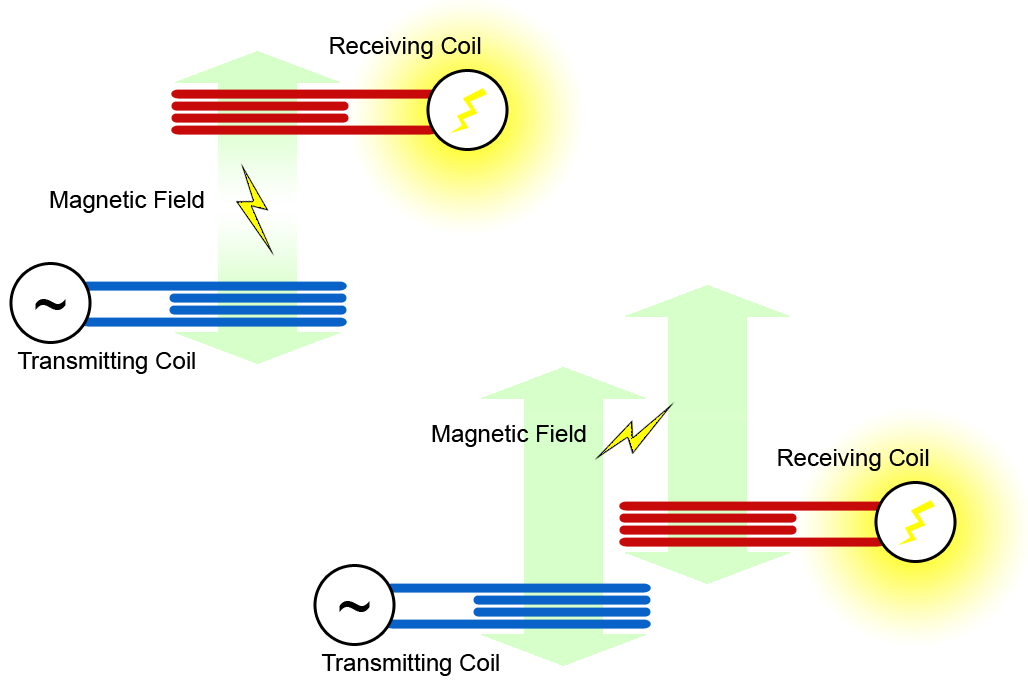 Receiving Coil
Magnetic Field
~
Transmitting Coil
Magnetic Field
Receiving Coil
~
Transmitting Coil